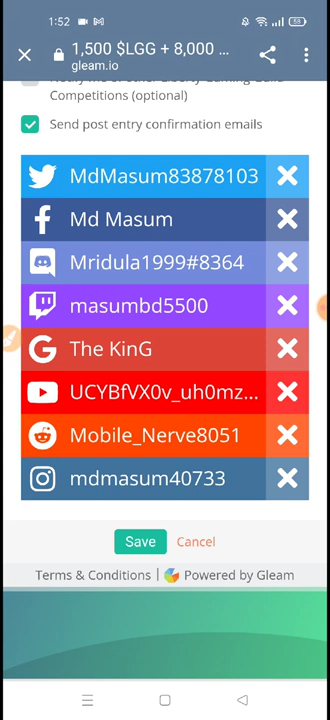 1:52
59
1,500 $LGG + 8,000 ...
gleam.io
Competitions (optional)
Send post entry confirmation emails
MdMasum83878103
Md Masum
Mridula1999#8364
masumbd5500
The KinG
UCYBfVX0v_uh0mz...
Mobile_Nerve8051
mdmasum40733
Save Cancel
Terms & Conditions | Powered by Gleam